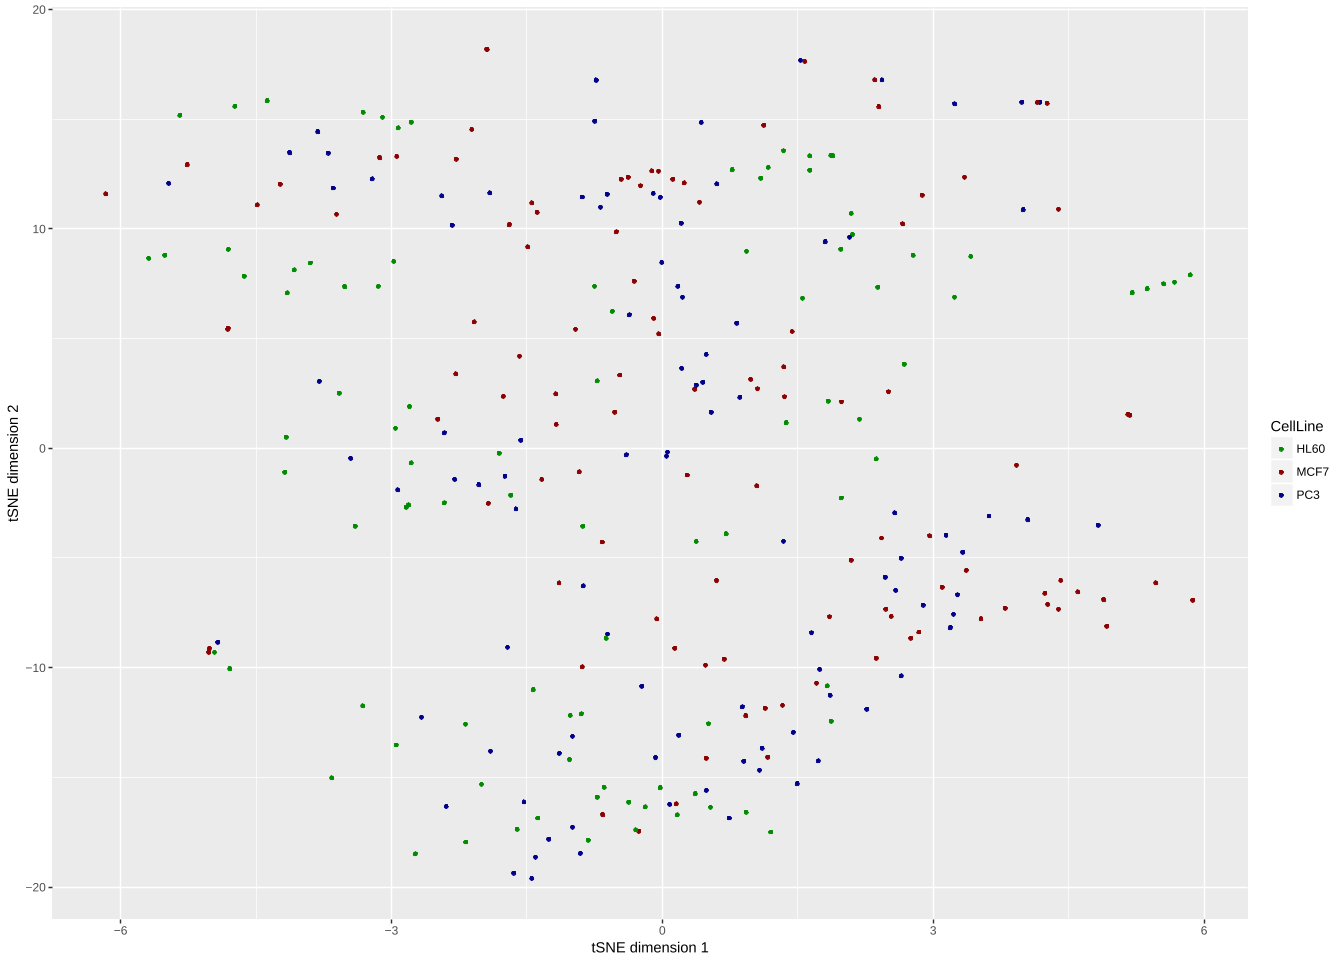 20
10
0
−10
−20
−6
−3
0
3
6
tSNE dimension 1
tSNE dimension 2
CellLine
HL60
MCF7
PC3